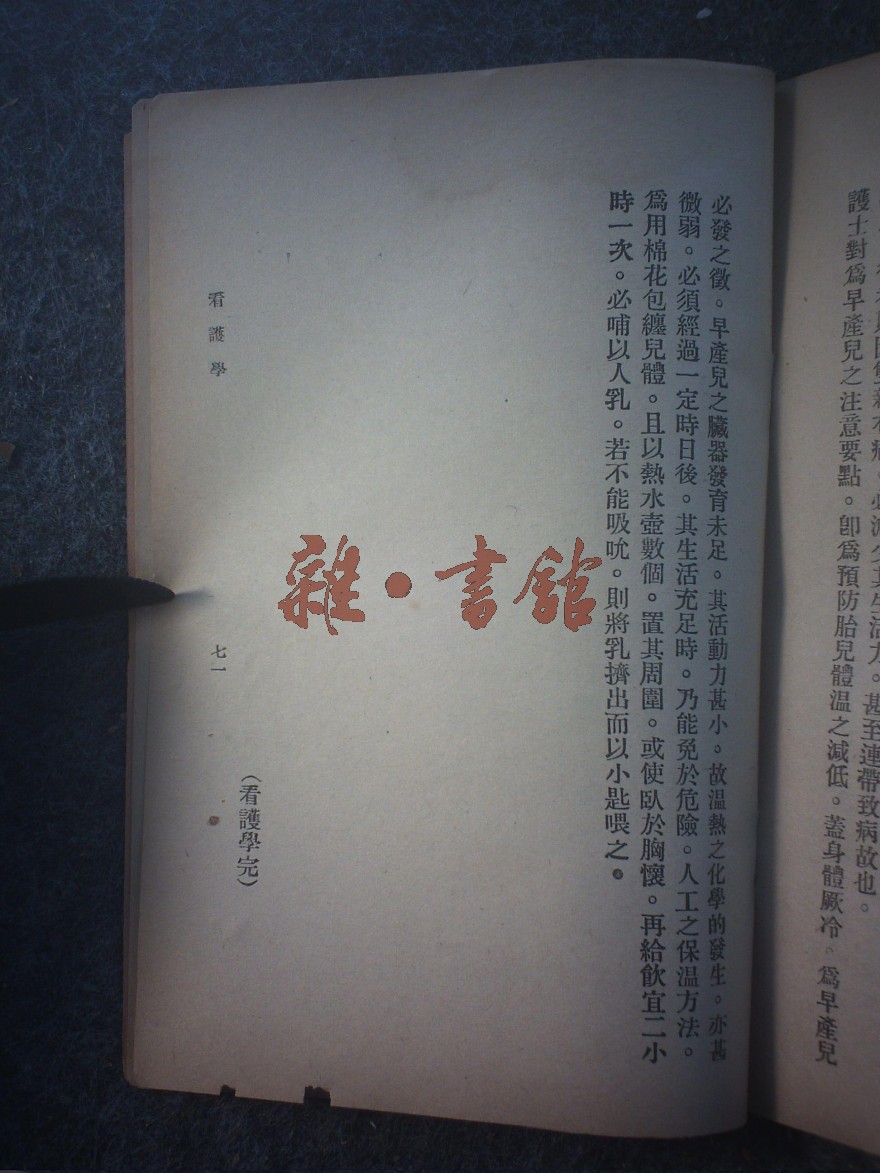 護士對爲早產兒之注意要點。卽爲預防胎兒體溫之減低。蓋身體厥冷。爲早產兒
必發之徵。早產兒之臟器發育未足。其活動力甚小。故溫熱之化學的發生。亦甚
微弱。必須經過一定時日後。其生活充足時。乃能免於危險。人工之保溫方法。
爲用棉花包纏兒體。且以熱水壺數個。置其周圍。或使臥於胸懷。再給飲宜二小
時一次。必哺以人乳。若不能吸吮。則將乳擠出而以小匙喂之。
(看護學完)
看護學
七一
雜·書館